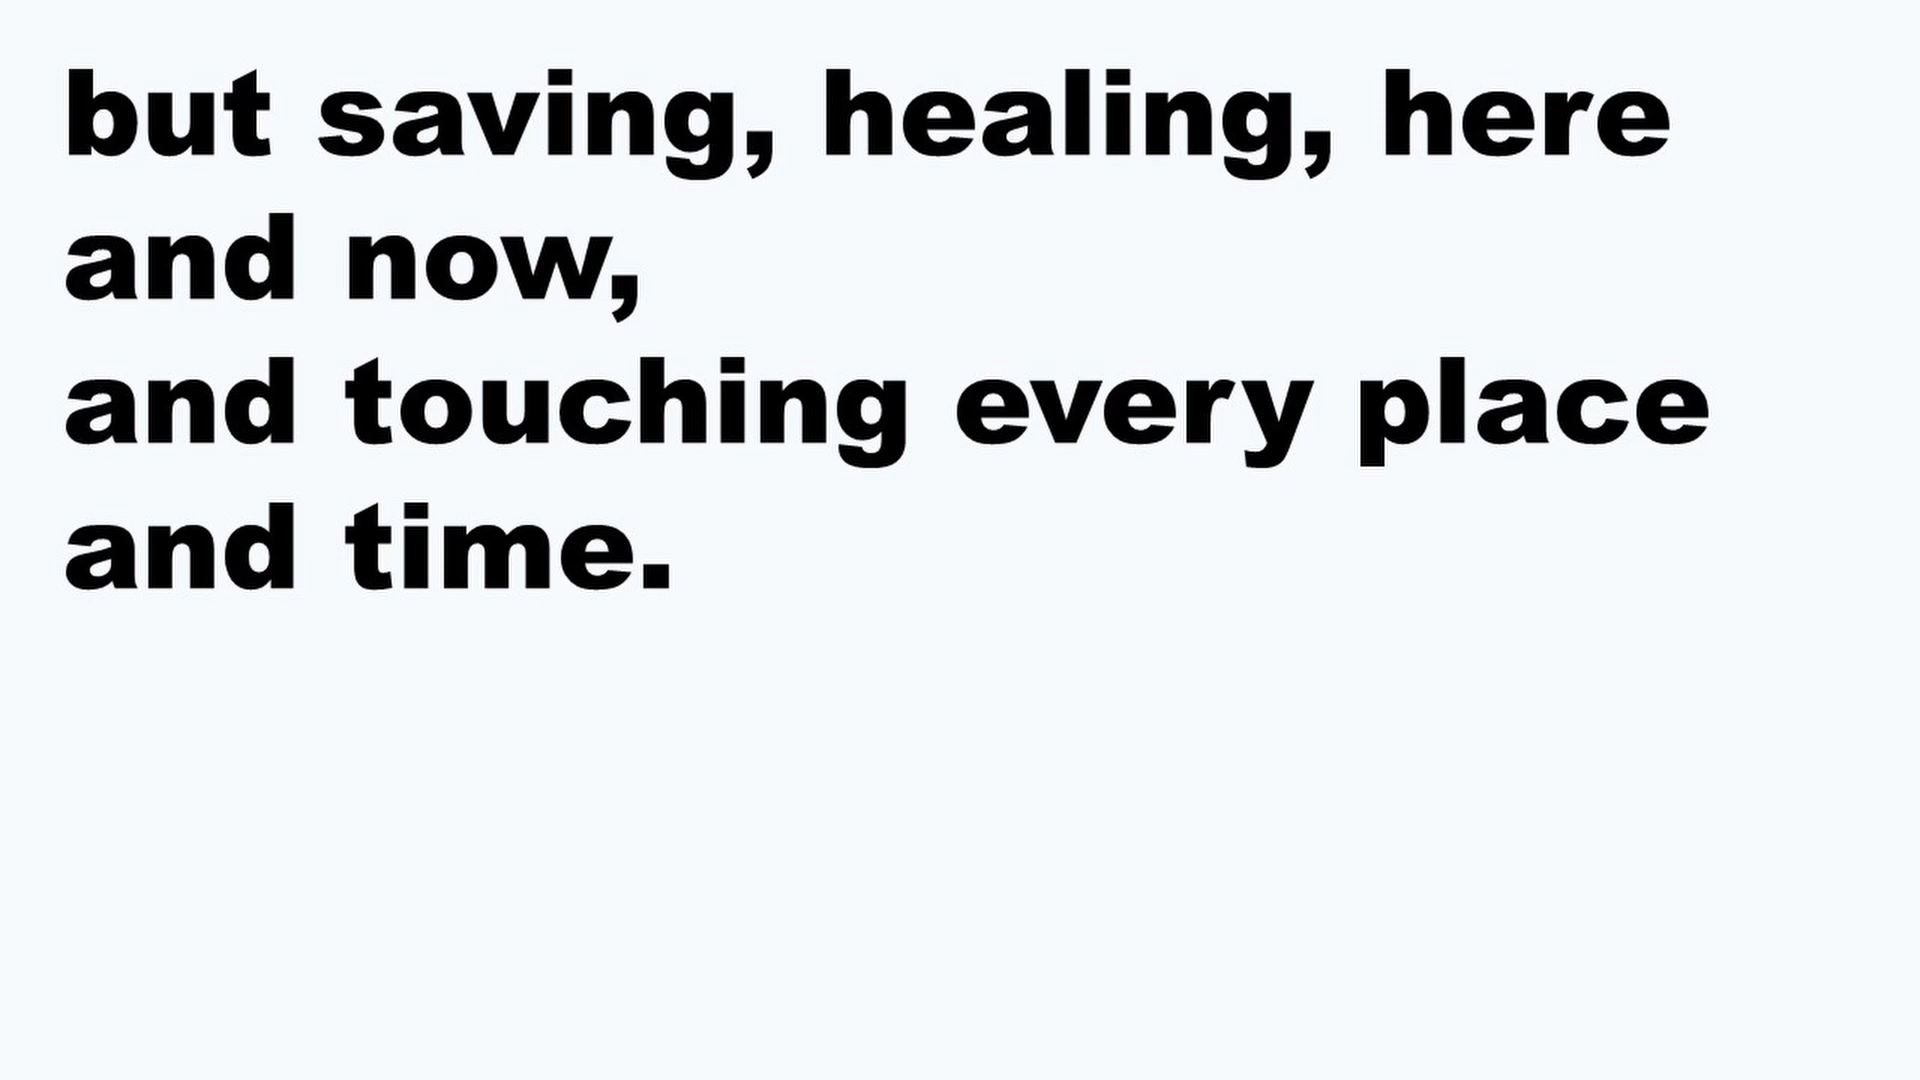 but saving, healing, here
and now,
and touching every place
and time.